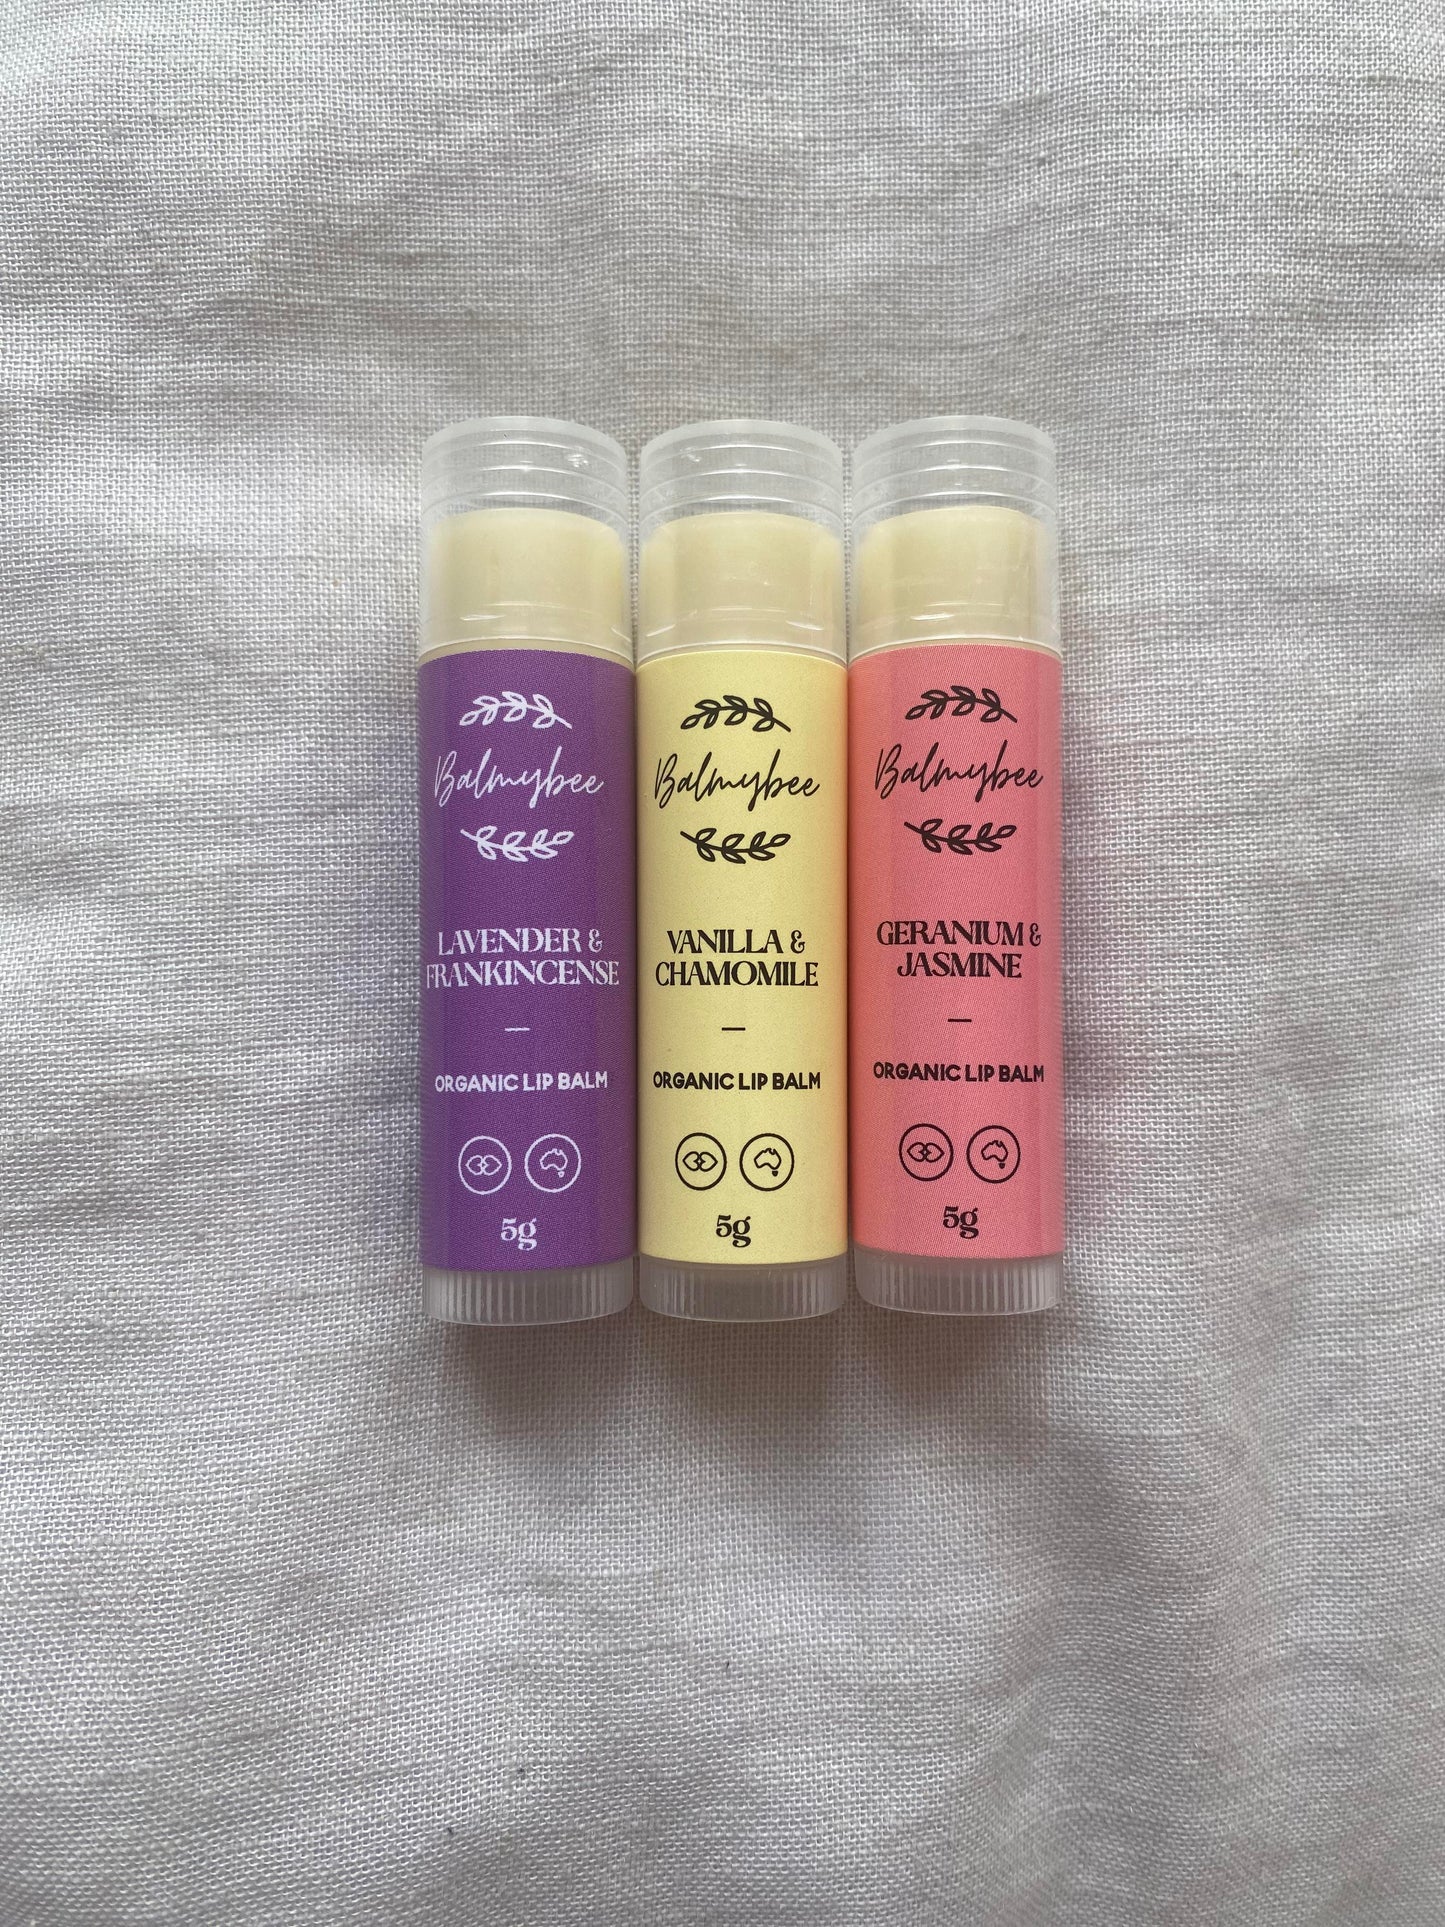 Balmybee
LAVENDER &
FRANKINCENSE
ORGANIC LIP BALM
5g
Balmybee
VANILLA &
CHAMOMILE
ORGANIC LIP BALM
5g
Balmybee
GERANIUM &
JASMINE
ORGANIC LIP BALM
5g